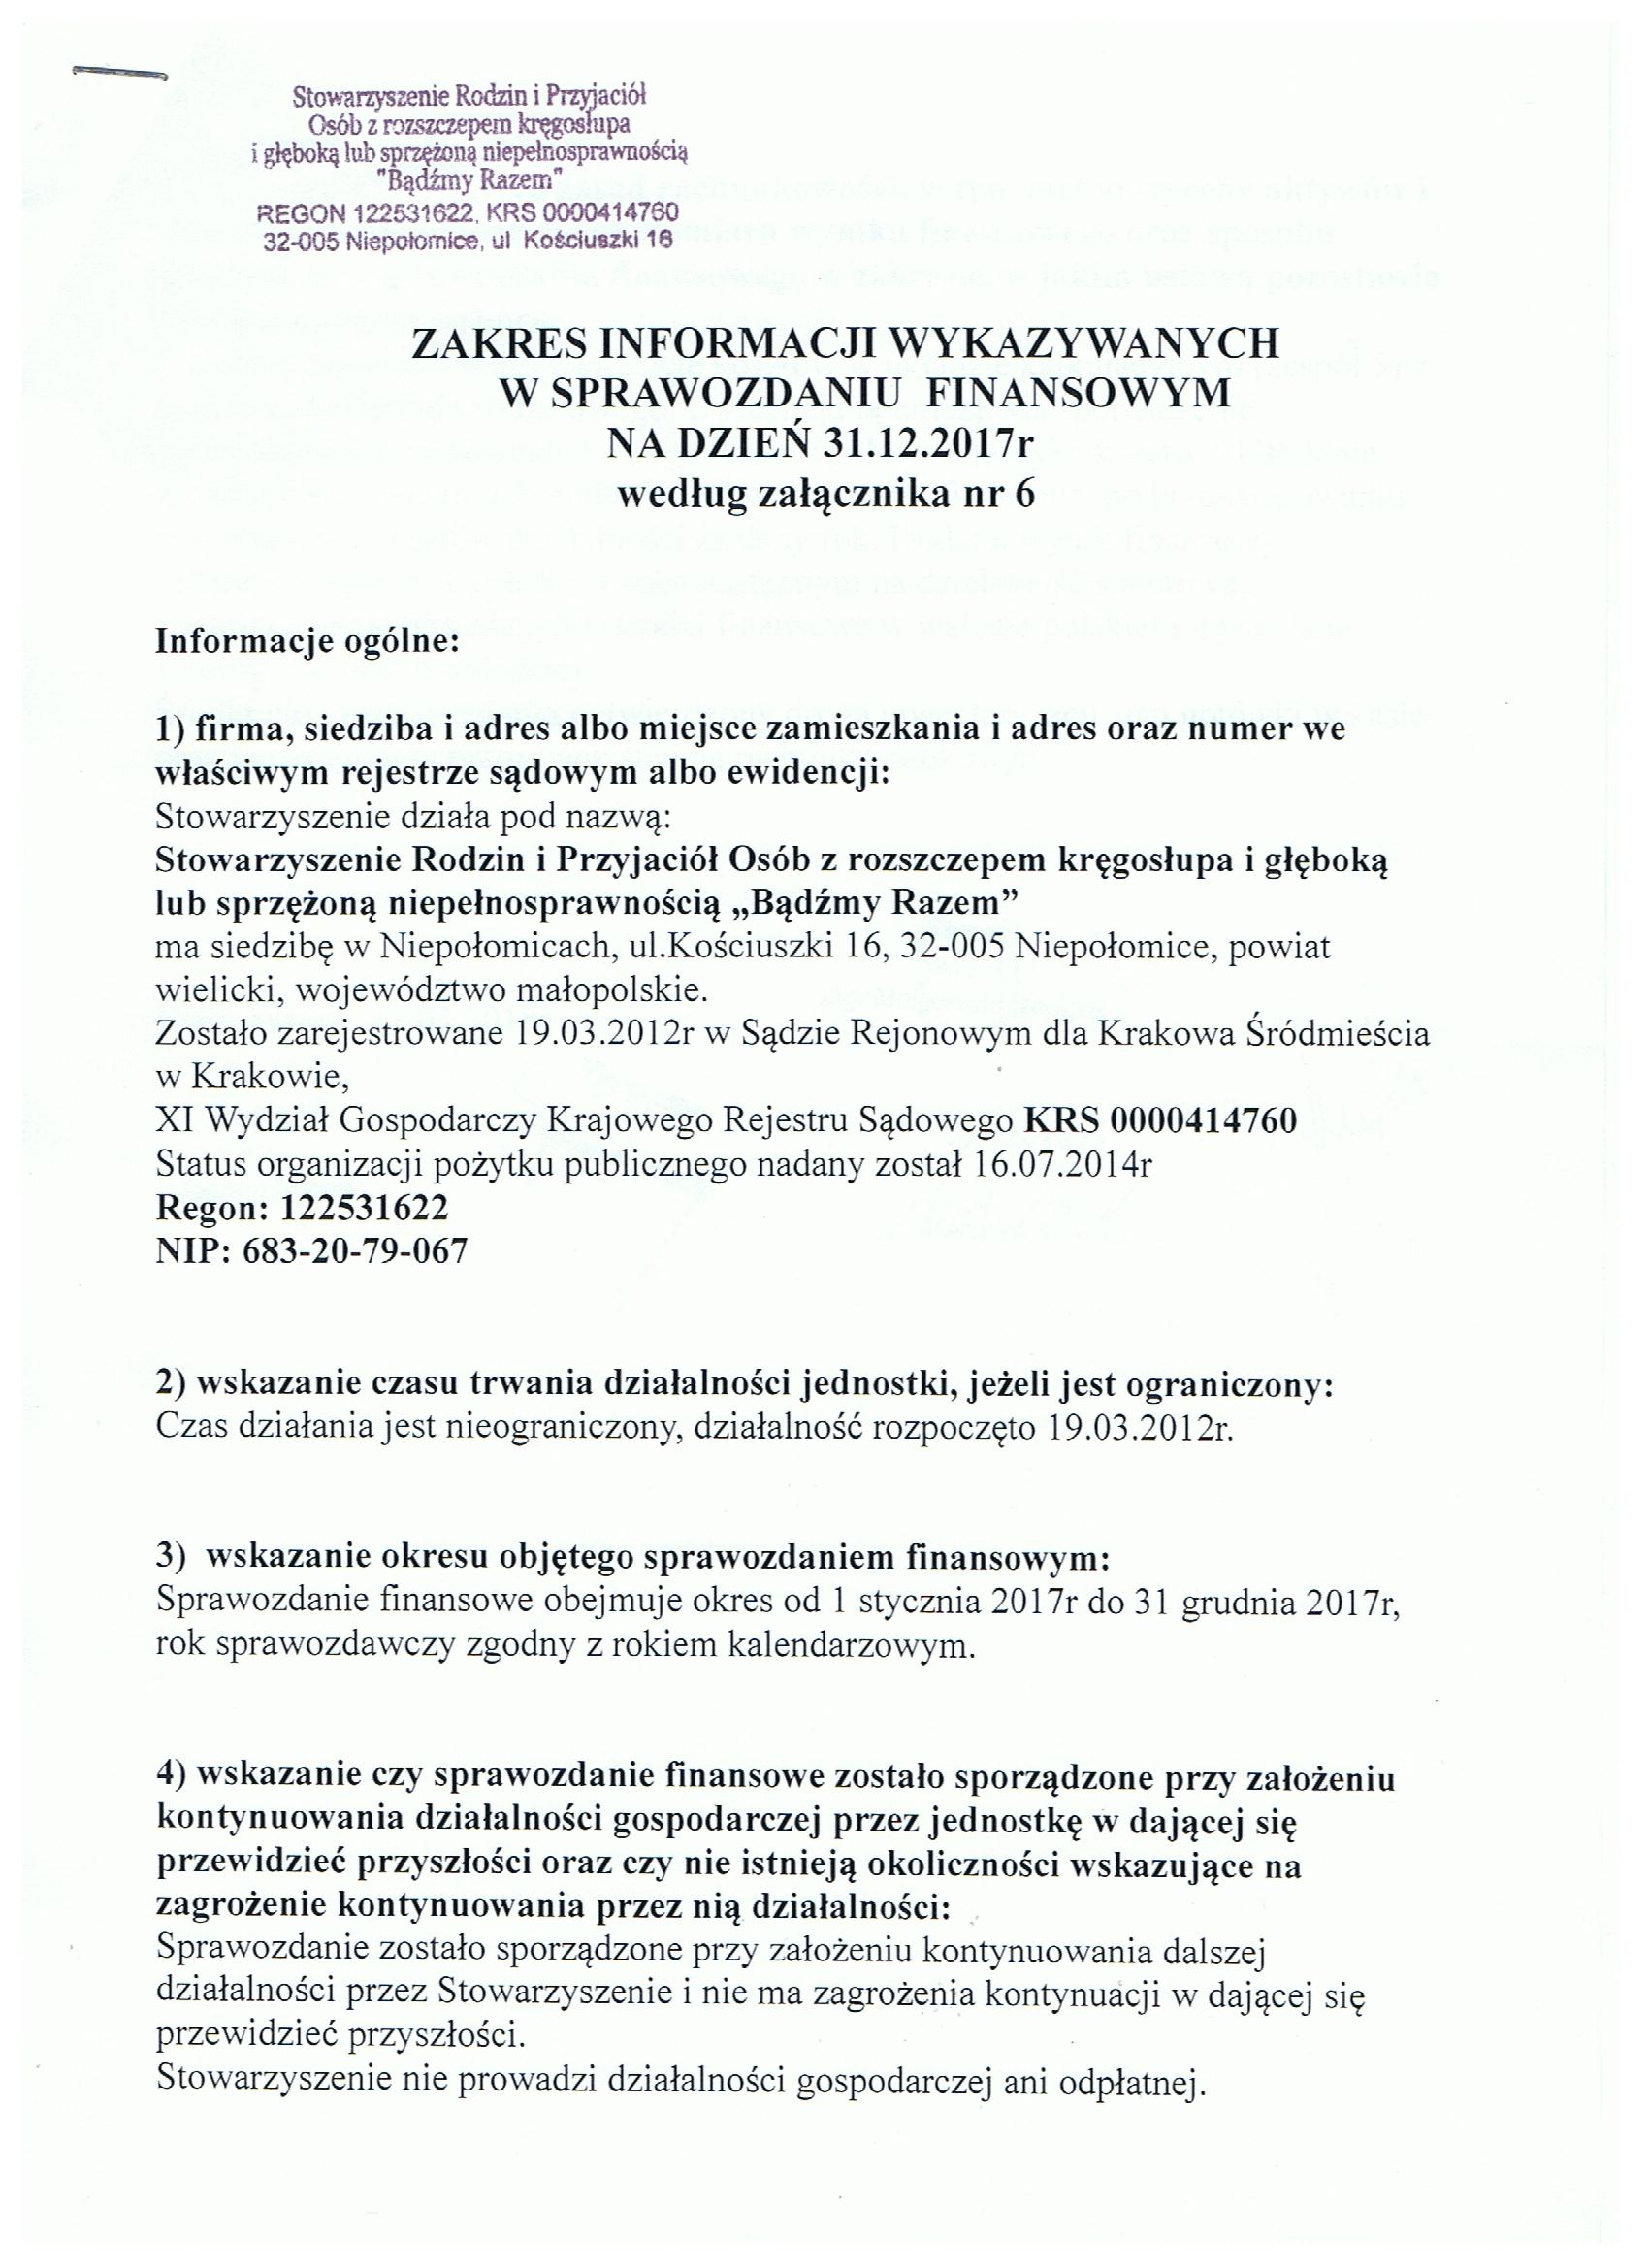 Stowarzyszenie Rodzin i Przyjaciół
Osób z rozszczepem kręgosłupa
i głęboką lub sprzężoną niepełnosprawnością
"Bądźmy Razem"
REGON 122531622, KRS 0000414760
32-005 Niepołomice, ul Kościuszki 16
ZAKRES INFORMACJI WYKAZYWANYCH
W SPRAWOZDANIU FINANSOWYM
NA DZIEŃ 31.12.2017r
według załącznika nr 6
Informacje ogólne:
1) firma, siedziba i adres albo miejsce zamieszkania i adres oraz numer we
właściwym rejestrze sądowym albo ewidencji:
Stowarzyszenie działa pod nazwą:
Stowarzyszenie Rodzin i Przyjaciół Osób z rozszczepem kręgosłupa i głęboką
lub sprzężoną niepełnosprawnością „Bądźmy Razem”
ma siedzibę w Niepołomicach, ul.Kościuszki 16, 32-005 Niepołomice, powiat
wielicki, województwo małopolskie.
Zostało zarejestrowane 19.03.2012r w Sądzie Rejonowym dla Krakowa Śródmieścia
w Krakowie,
XI Wydział Gospodarczy Krajowego Rejestru Sądowego KRS 0000414760
Status organizacji pożytku publicznego nadany został 16.07.2014r
Regon: 122531622
NIP: 683-20-79-067
2) wskazanie czasu trwania działalności jednostki, jeżeli jest ograniczony:
Czas działania jest nieograniczony, działalność rozpoczęto 19.03.2012r.
3) wskazanie okresu objętego sprawozdaniem finansowym:
Sprawozdanie finansowe obejmuje okres od 1 stycznia 2017r do 31 grudnia 2017r,
rok sprawozdawczy zgodny z rokiem kalendarzowym.
4) wskazanie czy sprawozdanie finansowe zostało sporządzone przy założeniu
kontynuowania działalności gospodarczej przez jednostkę w dającej się
przewidzieć przyszłości oraz czy nie istnieją okoliczności wskazujące na
zagrożenie kontynuowania przez nią działalności:
Sprawozdanie zostało sporządzone przy założeniu kontynuowania dalszej
działalności przez Stowarzyszenie i nie ma zagrożenia kontynuacji w dającej się
przewidzieć przyszłości.
Stowarzyszenie nie prowadzi działalności gospodarczej ani odpłatnej.